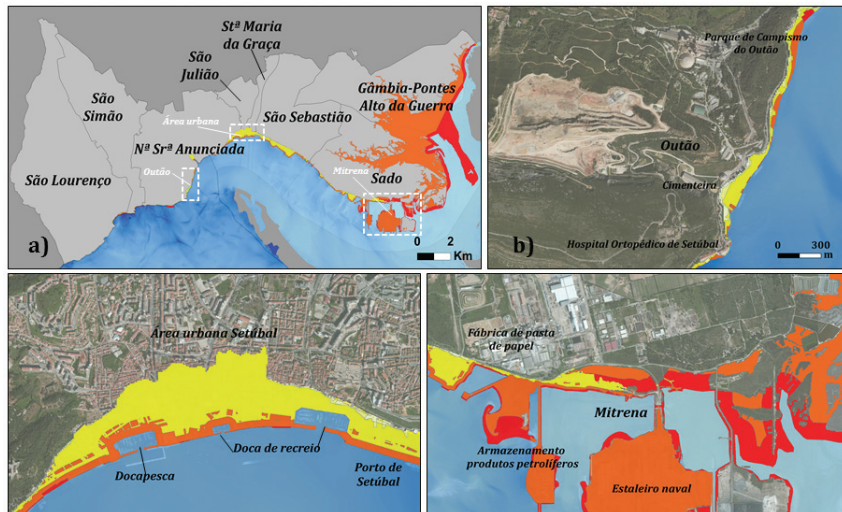 Stª Maria
da Graça
São
Julião
São
Simão
Gâmbia-Pontes
Alto da Guerra
Área urbana
São Sebastião
Nª Srª Anunciada
Outão
Mitrena
Sado
São Lourenço
a)
0 2
Km
Parque de Campismo
do Outão
Outão
Cimenteira
Hospital Ortopédico de Setúbal
b)
0 300
m
Área urbana Setúbal
Doca de recreio
Docapesca
Porto de
Setúbal
Fábrica de pasta
de papel
Mitrena
Armazenamento
produtos petrolíferos
Estaleiro naval